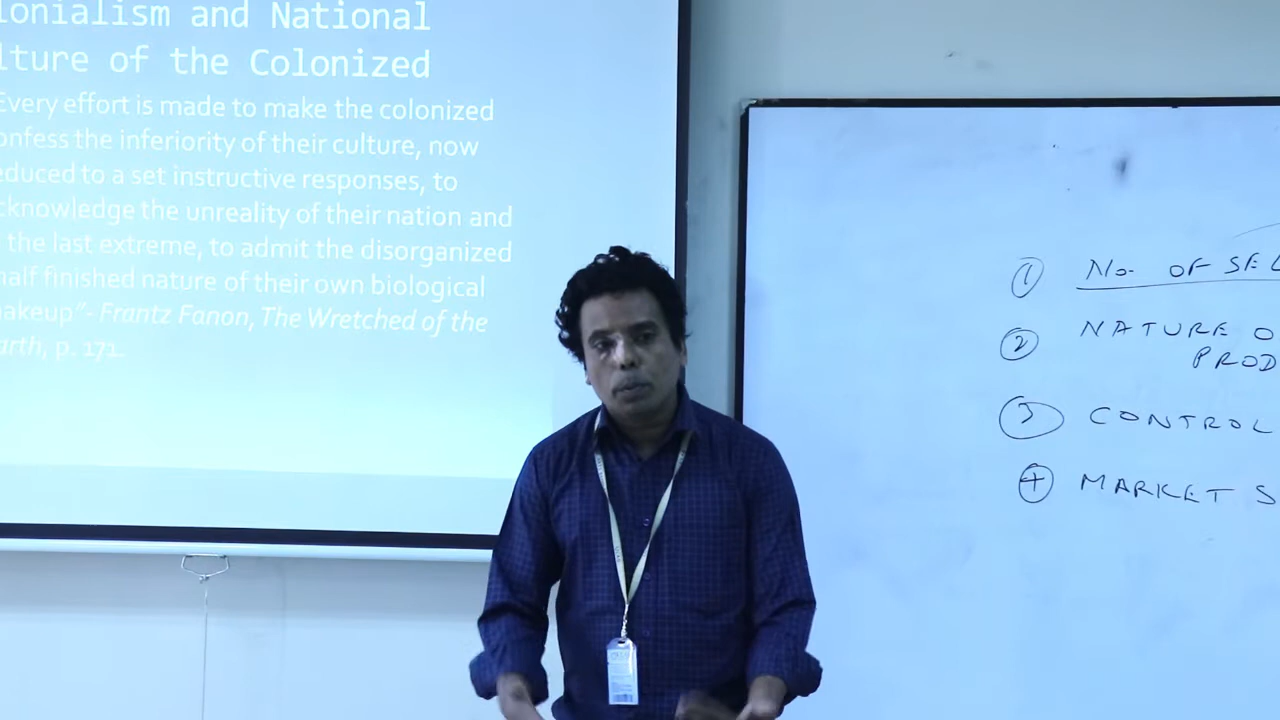 lonialism and National
lture of the Colonized
Every effort is made to make the colonized
onfess the inferiority of their culture, now
educed to a set instructive responses, to
cknowledge the unreality of their nation and
the last extreme, to admit the disorganized
half finished nature of their own biological
makeup"- Frantz Fanon, The Wretched of the
arth, p. 171.
① No. OF SEL
② NATURE O
PROD
③ CONTROL
④ MARKET S